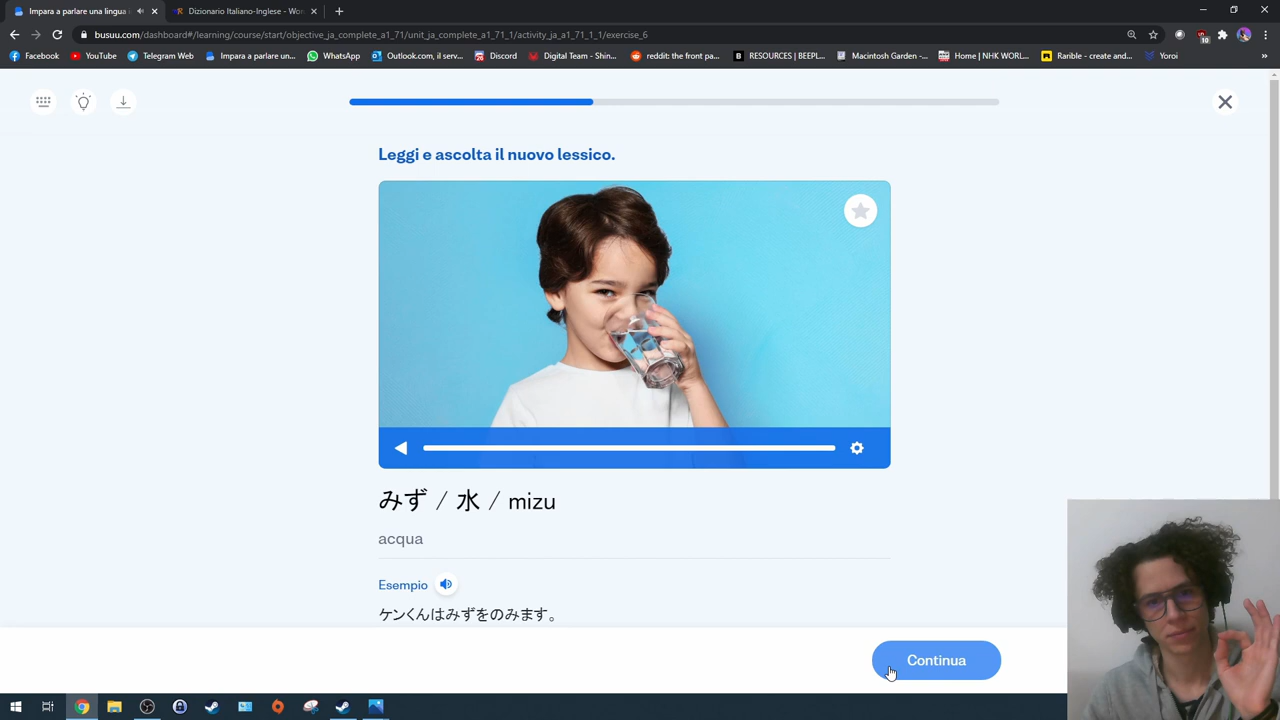 Impara a parlare una lingua
Dizionario Italiano-Inglese - Wor
busuu.com/dashboard#/learning/course/start/objective_ja_complete_a1_71/unit_ja_complete_a1_71_1/activity_ja_a1_71_1_1/exercise_6
10
Facebook
YouTube
Telegram Web
Impara a parlare un...
WhatsApp
Outlook.com, il serv...
Discord
Digital Team - Shin...
reddit: the front pa...
RESOURCES | BEEPL...
Macintosh Garden -...
Home | NHK WORL...
Rarible - create and...
Yoroi
»
Leggi e ascolta il nuovo lessico.
みず / 水 / mizu
acqua
Esempio
ケンくんはみずをのみます。
Continua